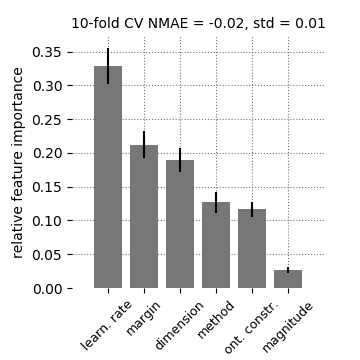 10-fold CV NMAE = -0.02, std = 0.01
relative feature importance
0.35
0.30
0.25
0.20
0.15
0.10
0.05
0.00
learn. rate
margin
dimension
method
ont. constr.
magnitude